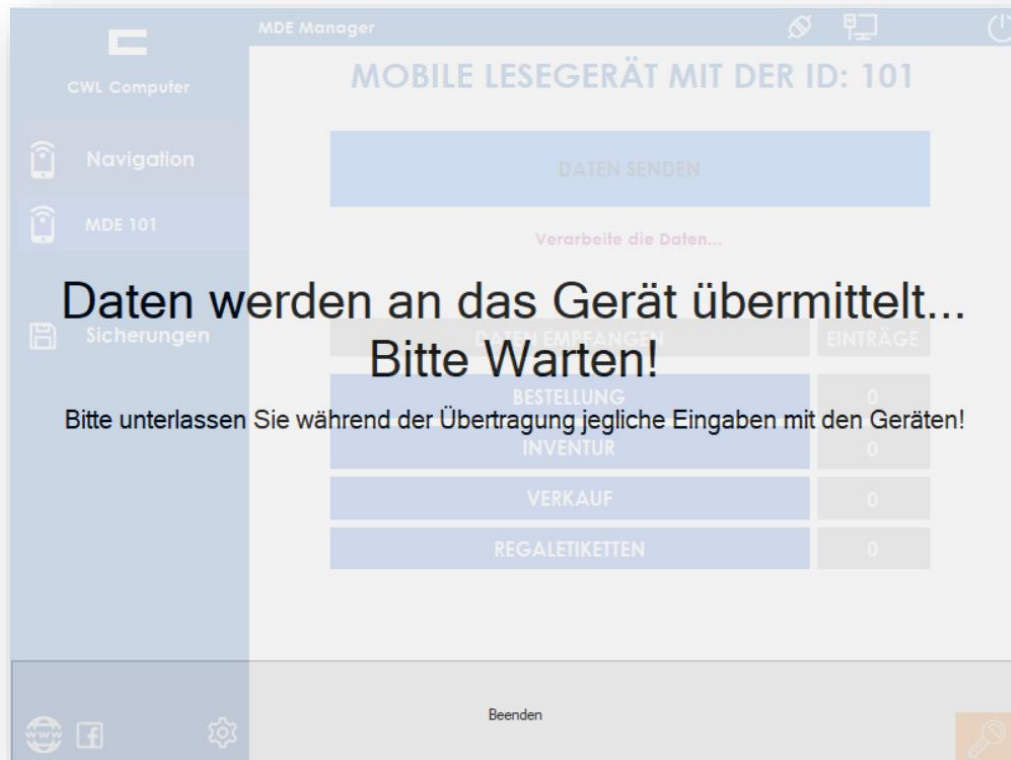 MDE Manager
CWL Computer
MOBILE LESEGERÄT MIT DER ID: 101
Navigation
DATEN SENDEN
MDE 101
Verarbeite die Daten...
Daten werden an das Gerät übermittelt...
Sicherungen
DATEN EMPFANGEN
EINTRÄGE
Bitte Warten!
BESTELLUNG
0
Bitte unterlassen Sie während der Übertragung jegliche Eingaben mit den Geräten!
INVENTUR
0
VERKAUF
0
REGALETIKETTEN
0
Beenden
www